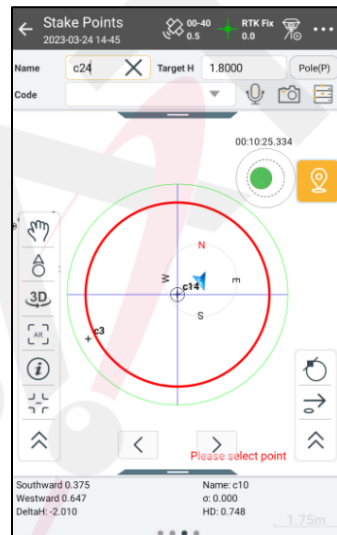 Stake Points
2023-03-24 14-45
00-40
0.5
RTK Fix
0.0
Name c24 Target H 1.8000 Pole(P)
Code
00:10:25.334
N
W E
S
c14
3D
c3
AR
Please select point
Southward 0.375 Name: c10
Westward 0.647 σ: 0.000
DeltaH: -2.010 HD: 0.748
1.75m